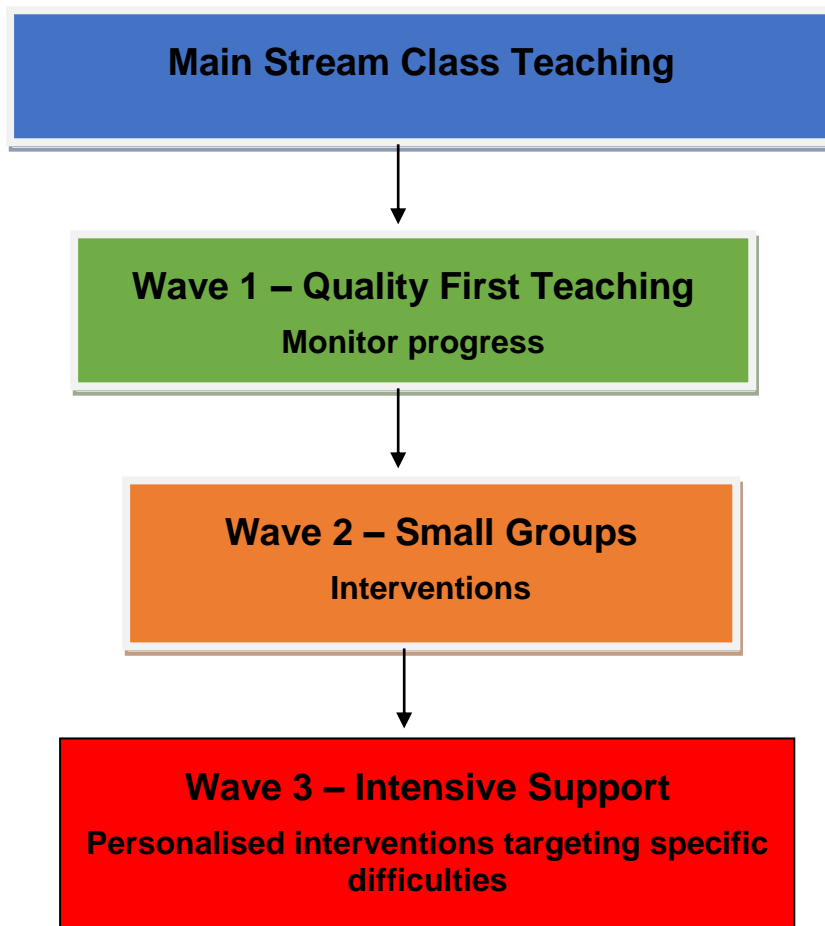 Main Stream Class Teaching
Wave 1 – Quality First Teaching
Monitor progress
Wave 2 – Small Groups
Interventions
Wave 3 – Intensive Support
Personalised interventions targeting specific
difficulties